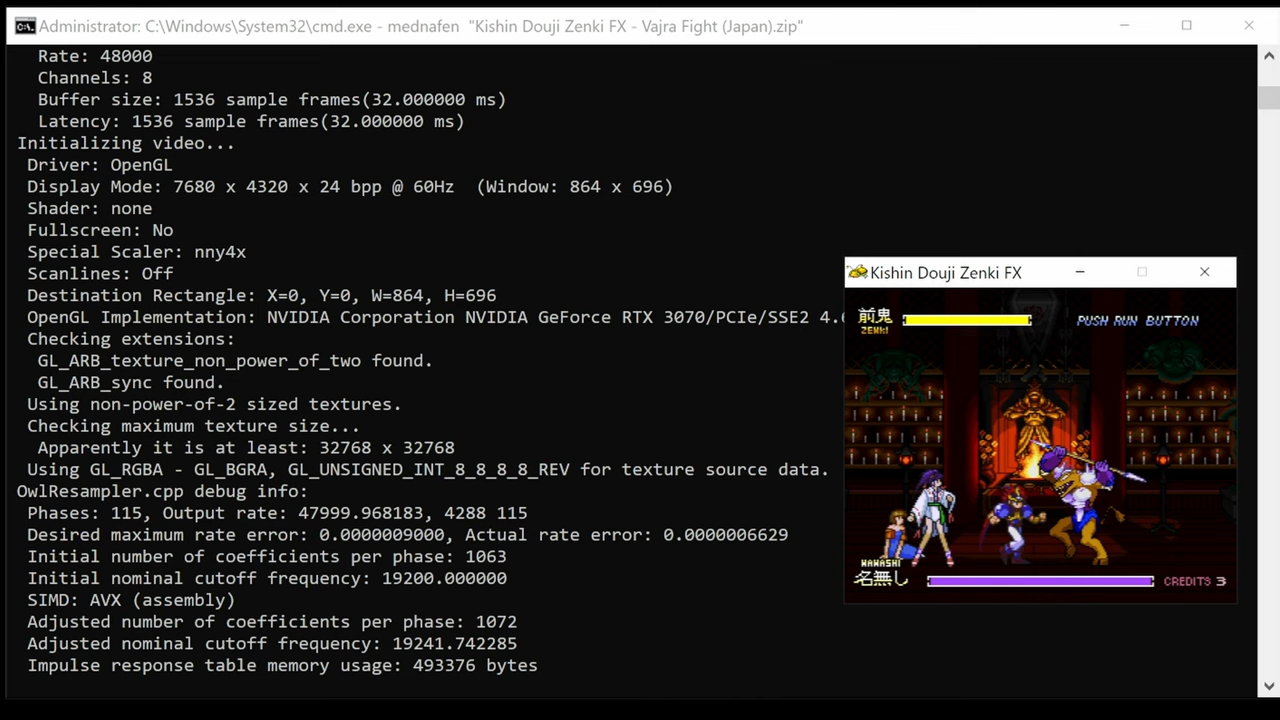 Administrator: C:\Windows\System32\cmd.exe - mednafen "Kishin Douji Zenki FX - Vajra Fight (Japan).zip"
Rate: 48000
Channels: 8
Buffer size: 1536 sample frames(32.000000 ms)
Latency: 1536 sample frames(32.000000 ms)
Initializing video...
Driver: OpenGL
Display Mode: 7680 x 4320 x 24 bpp @ 60Hz (Window: 864 x 696)
Shader: none
Fullscreen: No
Special Scaler: nny4x
Scanlines: Off
Destination Rectangle: X=0, Y=0, W=864, H=696
OpenGL Implementation: NVIDIA Corporation NVIDIA GeForce RTX 3070/PCIe/SSE2 4.6
Checking extensions:
GL_ARB_texture_non_power_of_two found.
GL_ARB_sync found.
Using non-power-of-2 sized textures.
Checking maximum texture size...
Apparently it is at least: 32768 x 32768
Using GL_RGBA - GL_BGRA, GL_UNSIGNED_INT_8_8_8_8_REV for texture source data.
OwlResampler.cpp debug info:
Phases: 115, Output rate: 47999.968183, 4288 115
Desired maximum rate error: 0.0000009000, Actual rate error: 0.0000006629
Initial number of coefficients per phase: 1063
Initial nominal cutoff frequency: 19200.000000
SIMD: AVX (assembly)
Adjusted number of coefficients per phase: 1072
Adjusted nominal cutoff frequency: 19241.742285
Impulse response table memory usage: 493376 bytes
Kishin Douji Zenki FX
前鬼
ZENKI
PUSH RUN BUTTON
NANASHI
名無し
CREDITS 3